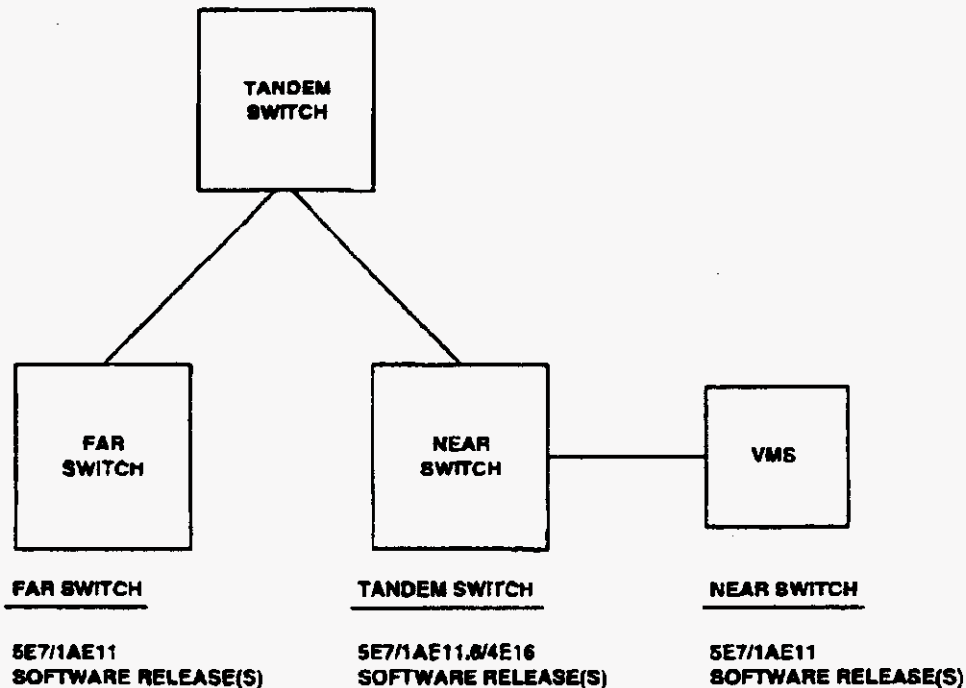 TANDEM
SWITCH
FAR
SWITCH
NEAR
SWITCH
VMS
FAR SWITCH
TANDEM SWITCH
NEAR SWITCH
5E7/1AE11
5E7/1AE11.6/4E16
5E7/1AE11
SOFTWARE RELEASE(S)
SOFTWARE RELEASE(S)
SOFTWARE RELEASE(S)